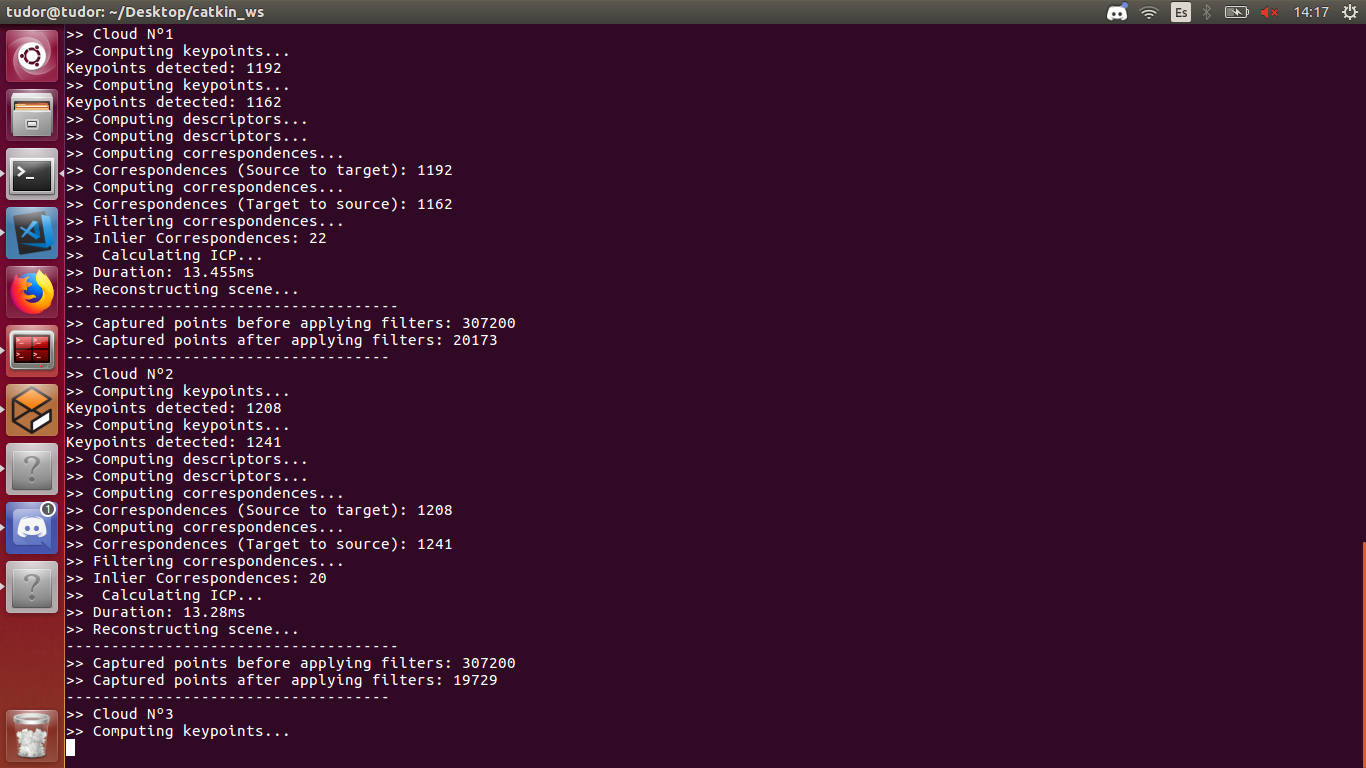 tudor@tudor: ~/Desktop/catkin_ws
Es
14:17
>> Cloud Nº1
>> Computing keypoints...
Keypoints detected: 1192
>> Computing keypoints...
Keypoints detected: 1162
>> Computing descriptors...
>> Computing descriptors...
>> Computing correspondences...
>> Correspondences (Source to target): 1192
>> Computing correspondences...
>> Correspondences (Target to source): 1162
>> Filtering correspondences...
>> Inlier Correspondences: 22
>>  Calculating ICP...
>> Duration: 13.455ms
>> Reconstructing scene...
-------------------------------------
>> Captured points before applying filters: 307200
>> Captured points after applying filters: 20173
------------------------------------
>> Cloud Nº2
>> Computing keypoints...
Keypoints detected: 1208
>> Computing keypoints...
Keypoints detected: 1241
>> Computing descriptors...
>> Computing descriptors...
>> Computing correspondences...
>> Correspondences (Source to target): 1208
>> Computing correspondences...
>> Correspondences (Target to source): 1241
>> Filtering correspondences...
>> Inlier Correspondences: 20
>>  Calculating ICP...
>> Duration: 13.28ms
>> Reconstructing scene...
-------------------------------------
>> Captured points before applying filters: 307200
>> Captured points after applying filters: 19729
------------------------------------
>> Cloud Nº3
>> Computing keypoints...
>_
?
1
?